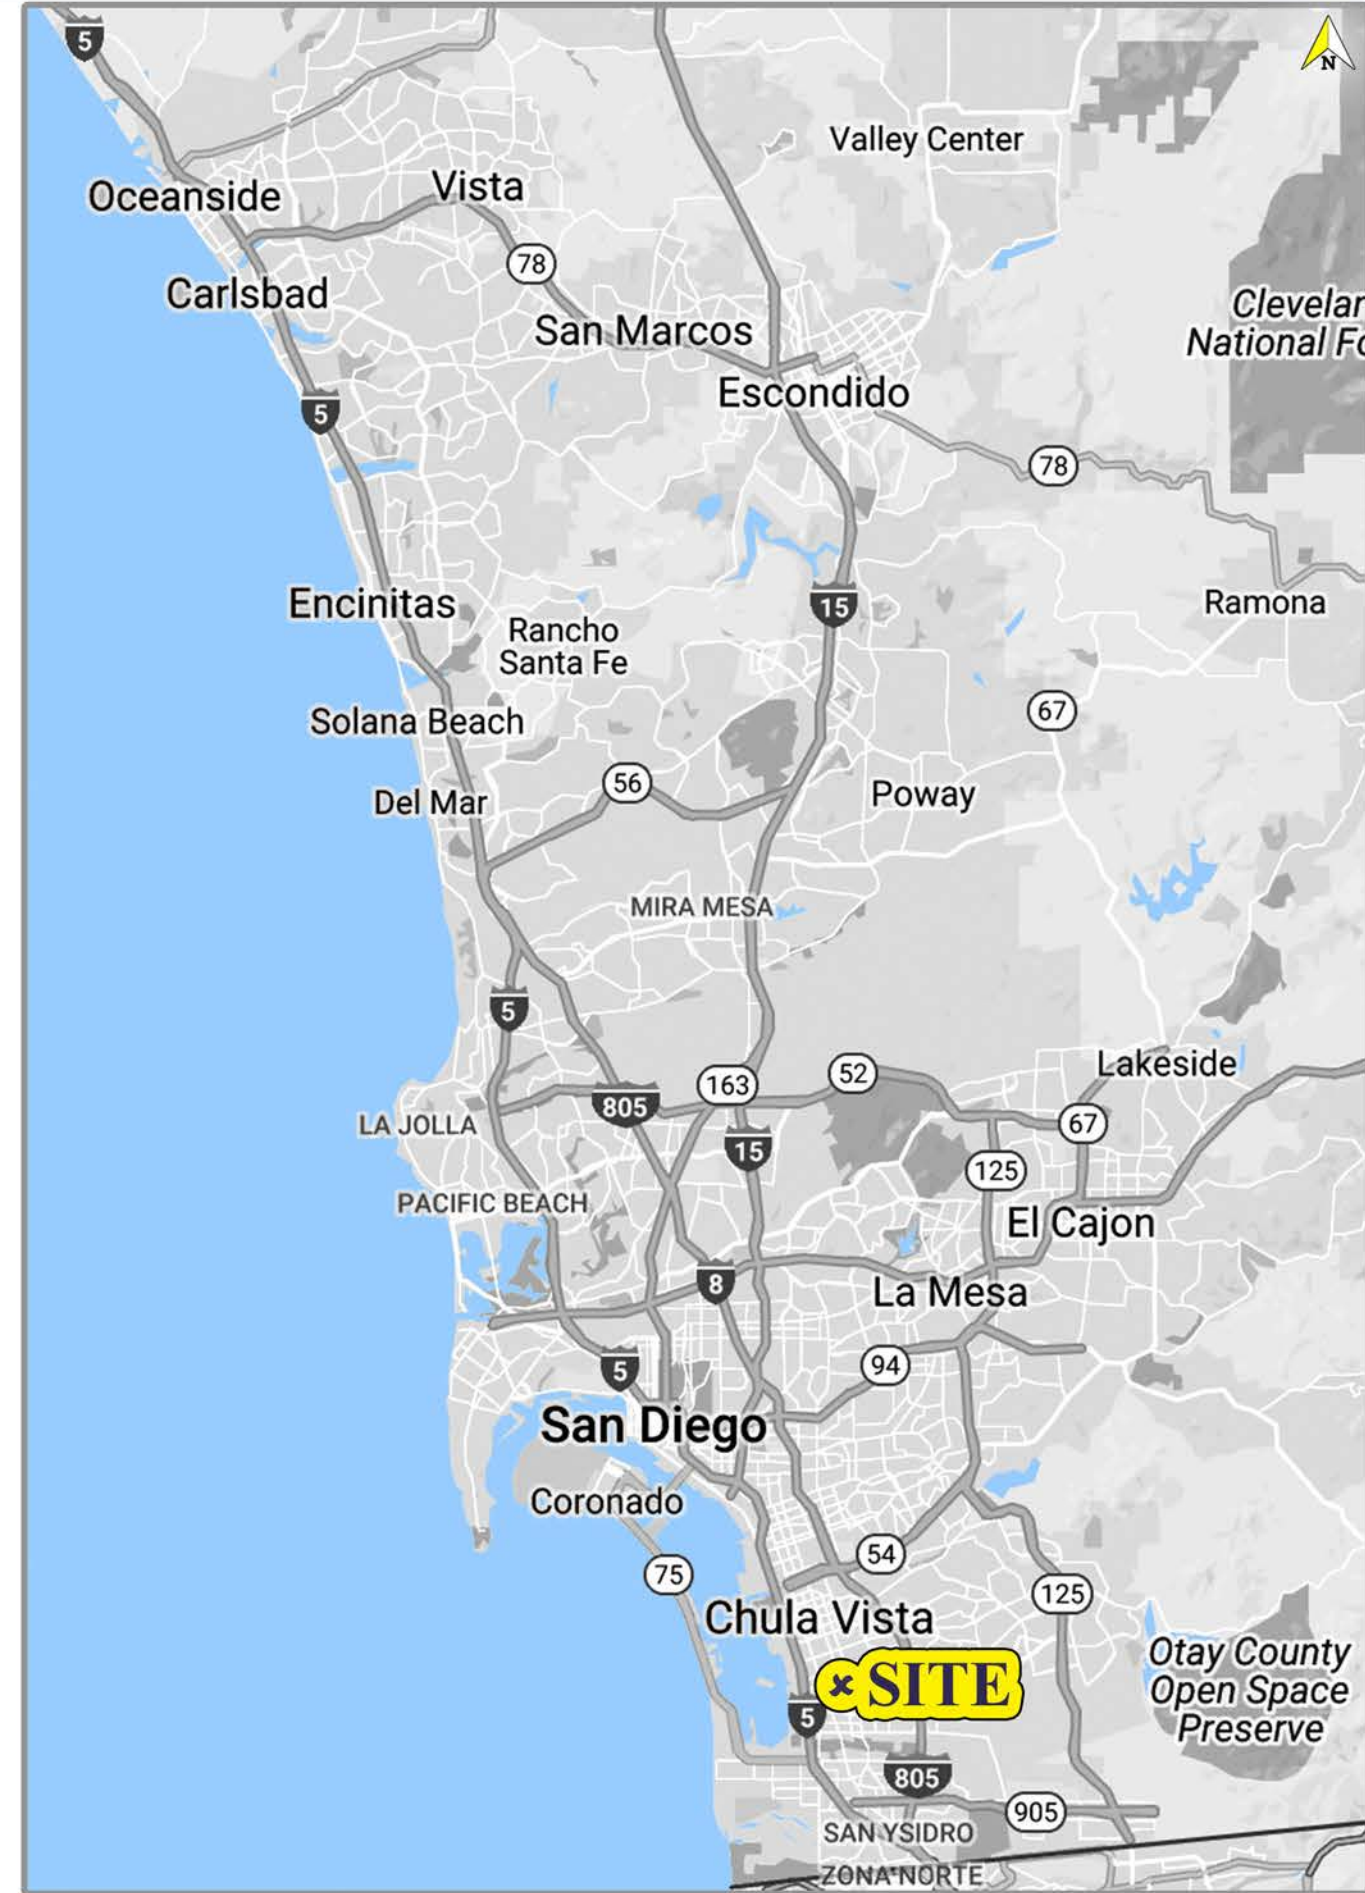 5
N
Valley Center
Oceanside
Vista
78
Carlsbad
Clevelan
National Fo
San Marcos
Escondido
5
78
Encinitas
15
Ramona
Rancho
Santa Fe
67
Solana Beach
56
Del Mar
Poway
MIRA MESA
5
Lakeside
52
163
805
67
LA JOLLA
15
125
PACIFIC BEACH
El Cajon
8
La Mesa
94
5
San Diego
Coronado
54
75
125
Chula Vista
Otay County
Open Space
Preserve
x SITE
5
805
905
SAN YSIDRO
ZONA NORTE